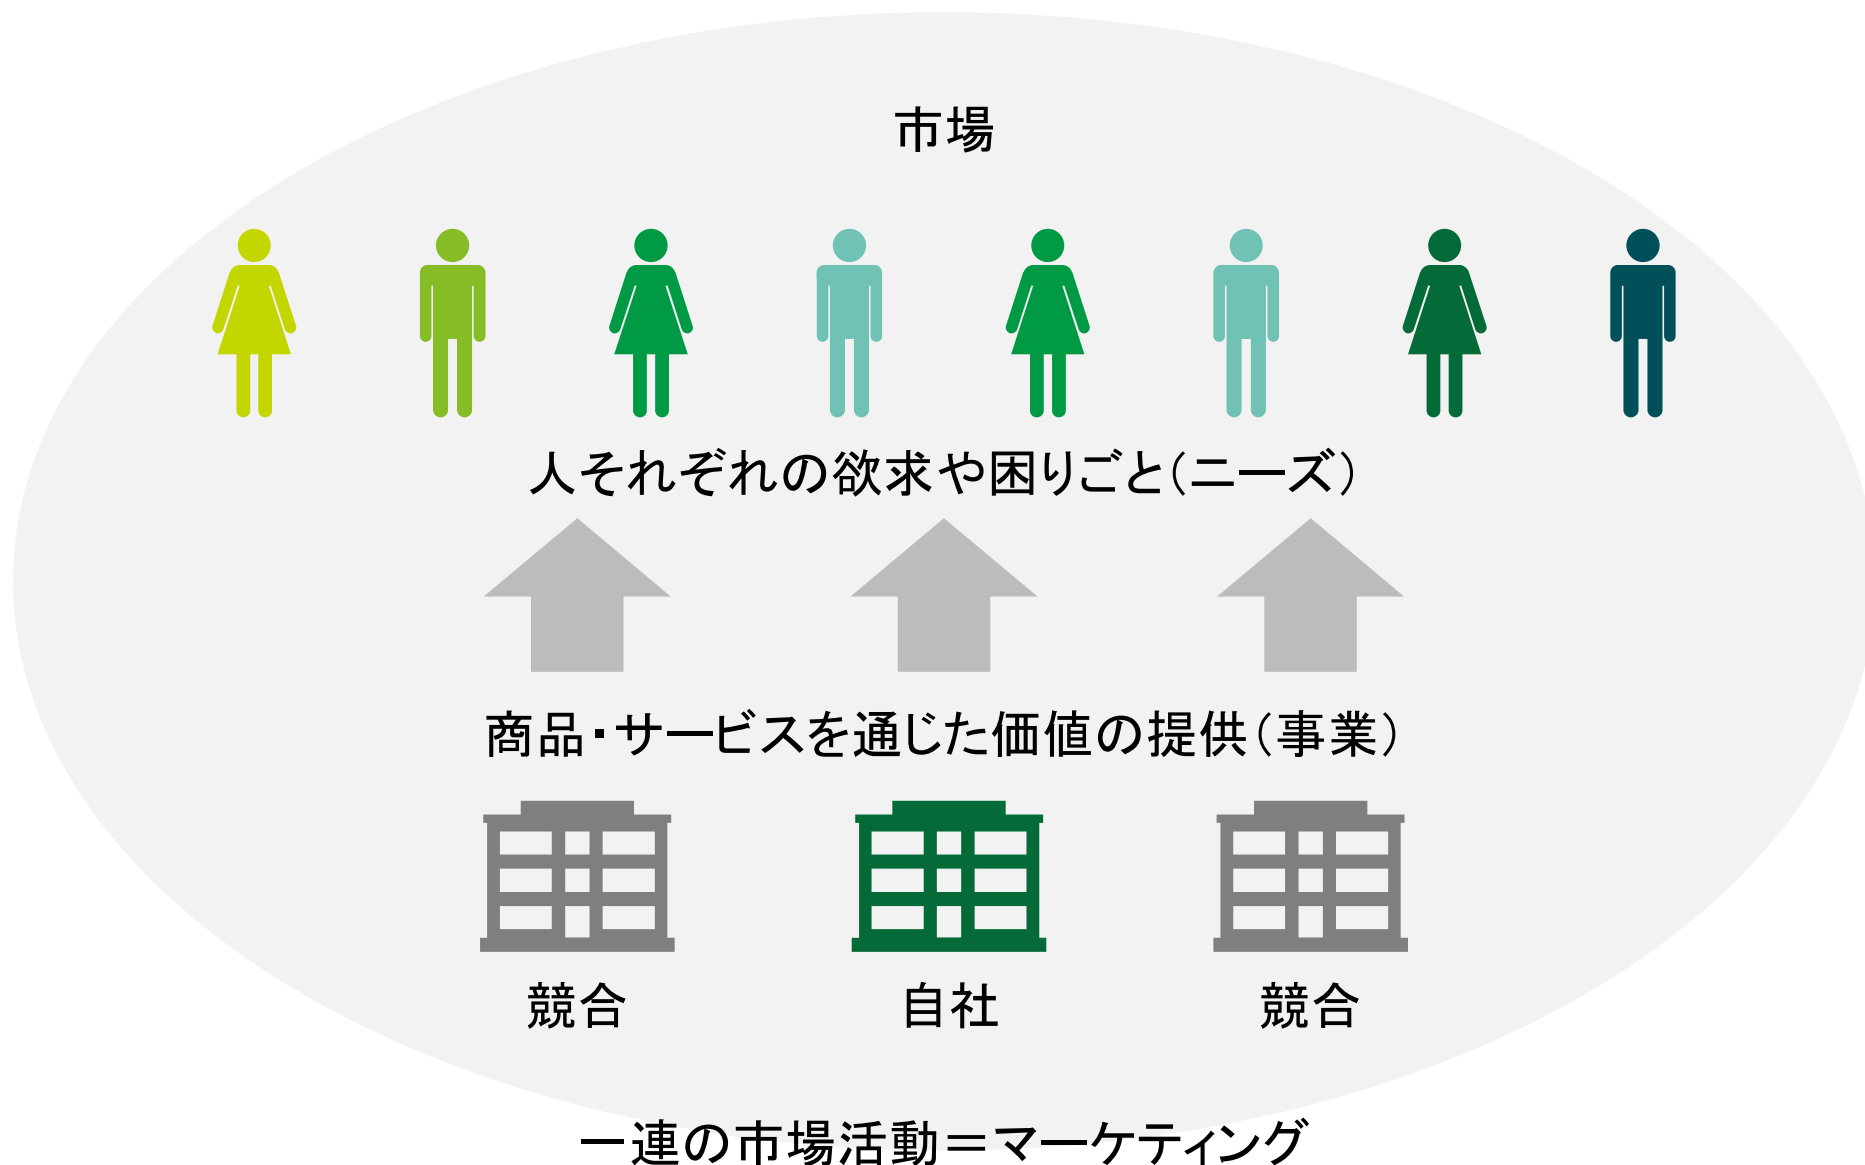 市場
人それぞれの欲求や困りごと(ニーズ)
商品・サービスを通じた価値の提供(事業)
競合
自社
競合
一連の市場活動＝マーケティング